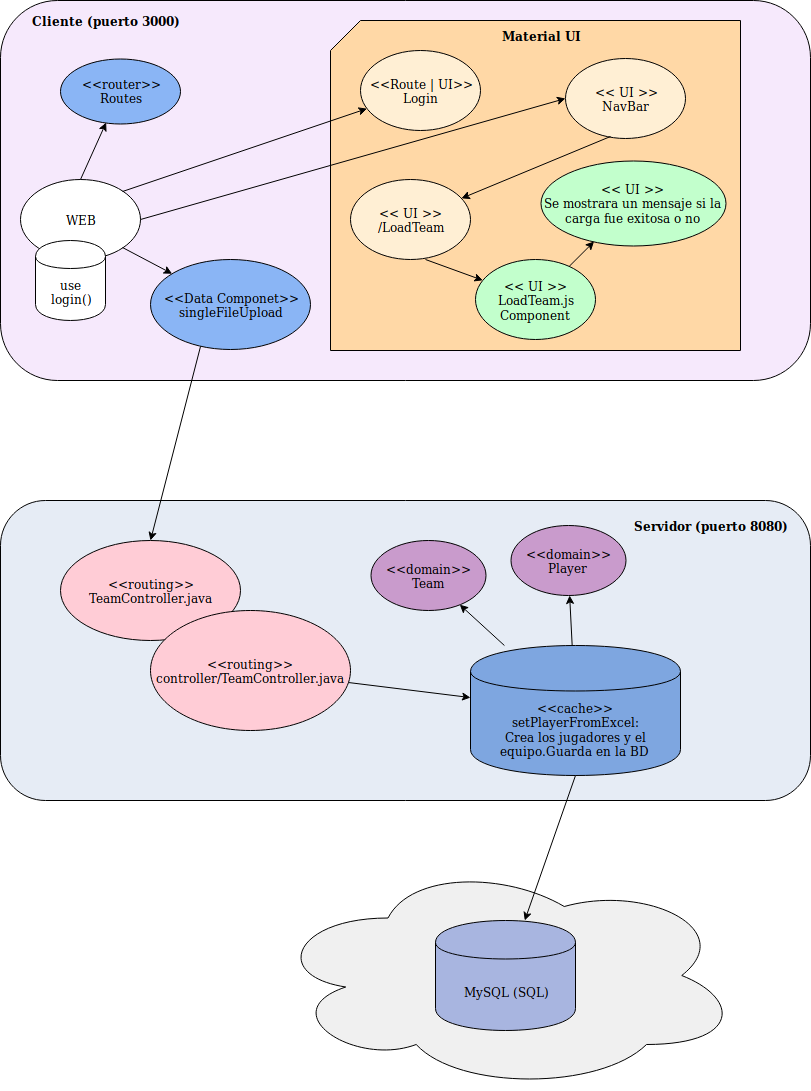 Cliente (puerto 3000)
Material UI
<<router>>
Routes
<<Route | UI>>
Login
<< UI >>
NavBar
WEB
use
login()
<< UI >>
/LoadTeam
<< UI >>
Se mostrara un mensaje si la
carga fue exitosa o no
<<Data Componet>>
singleFileUpload
<< UI >>
LoadTeam.js
Component
Servidor (puerto 8080)
<<routing>>
TeamController.java
<<domain>>
Team
<<domain>>
Player
<<routing>>
controller/TeamController.java
<<cache>>
setPlayerFromExcel:
Crea los jugadores y el
equipo.Guarda en la BD
MySQL (SQL)